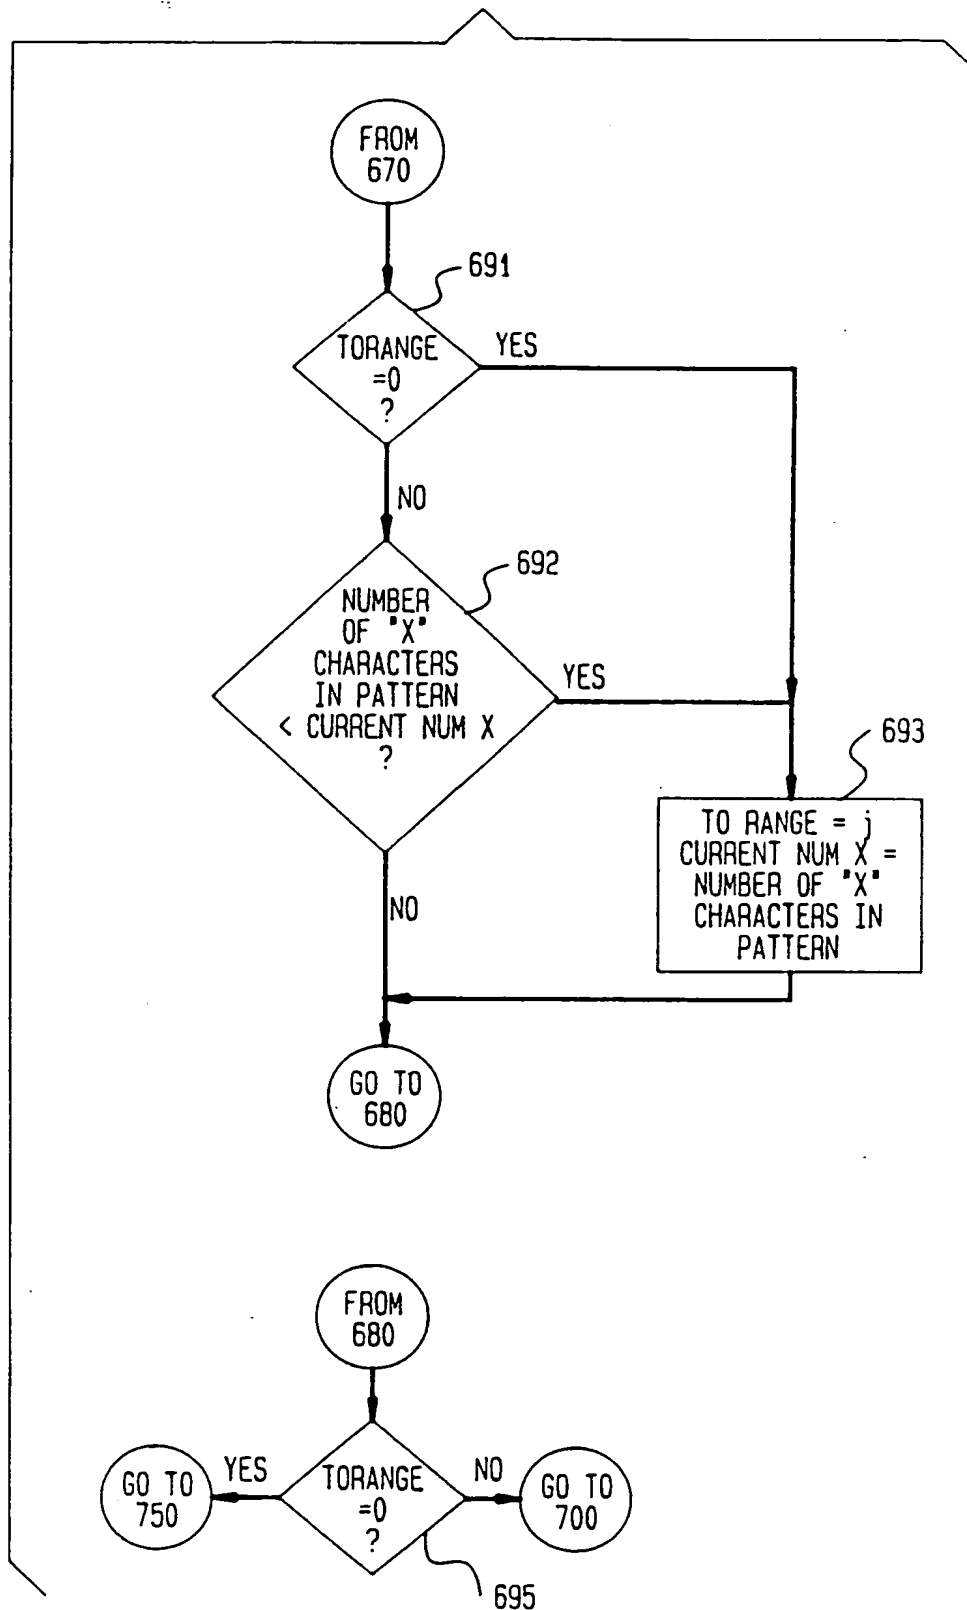 FROM
670
691
TORANGE
=0
?
YES
NO
692
NUMBER
OF "X"
CHARACTERS
IN PATTERN
< CURRENT NUM X
?
YES
693
TO RANGE = j
CURRENT NUM X =
NUMBER OF "X"
CHARACTERS IN
PATTERN
NO
GO TO
680
FROM
680
GO TO
750
YES
TORANGE
=0
?
NO
GO TO
700
695